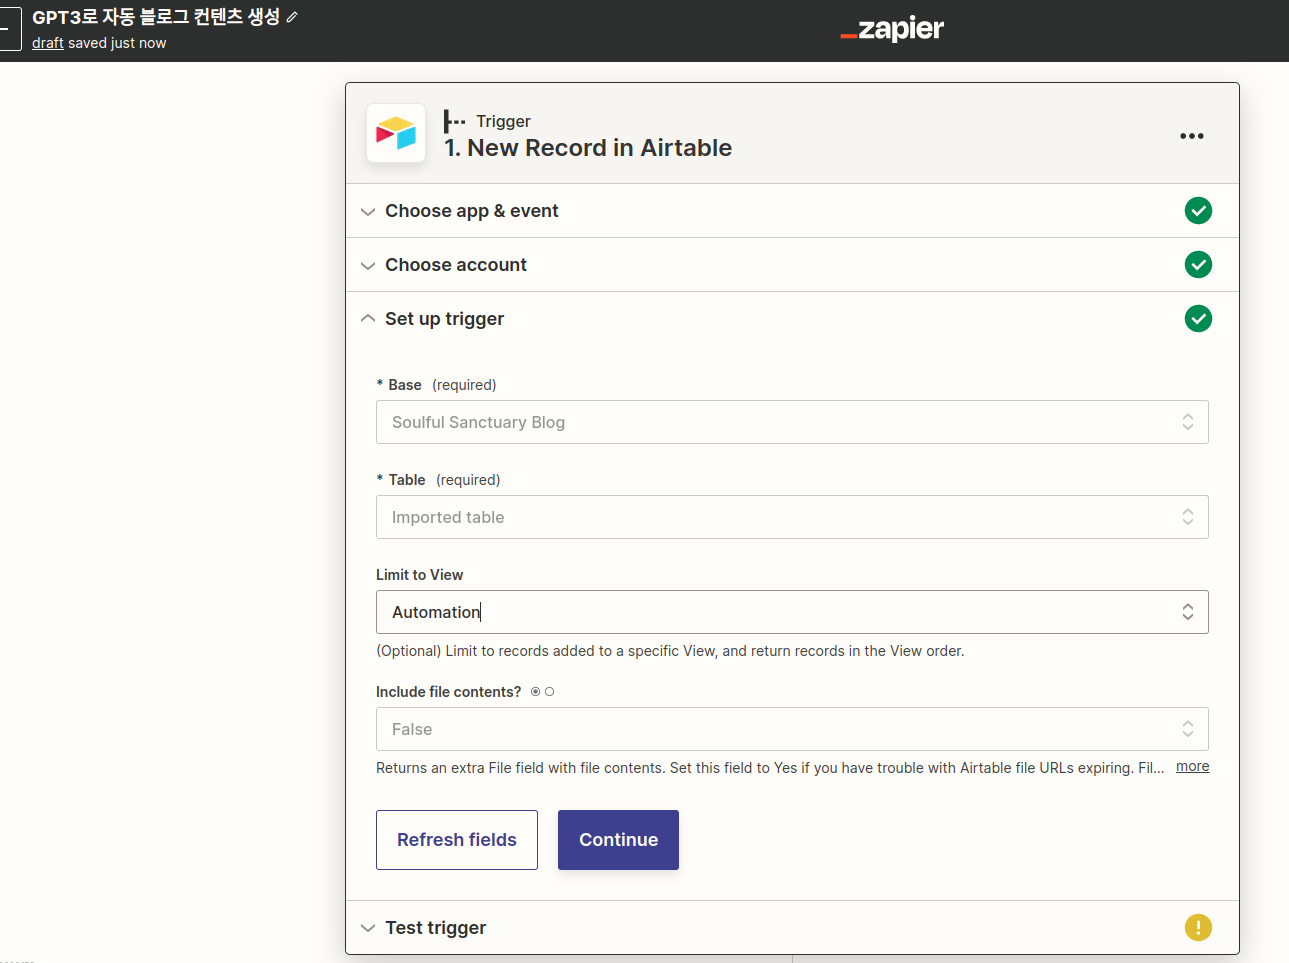 GPT3로 자동 블로그 컨텐츠 생성
draft saved just now
zapier
Trigger
1. New Record in Airtable
Choose app & event
Choose account
Set up trigger
* Base (required)
Soulful Sanctuary Blog
* Table (required)
Imported table
Limit to View
Automation
(Optional) Limit to records added to a specific View, and return records in the View order.
Include file contents?
False
Returns an extra File field with file contents. Set this field to Yes if you have trouble with Airtable file URLs expiring. Fil... more
Refresh fields Continue
Test trigger